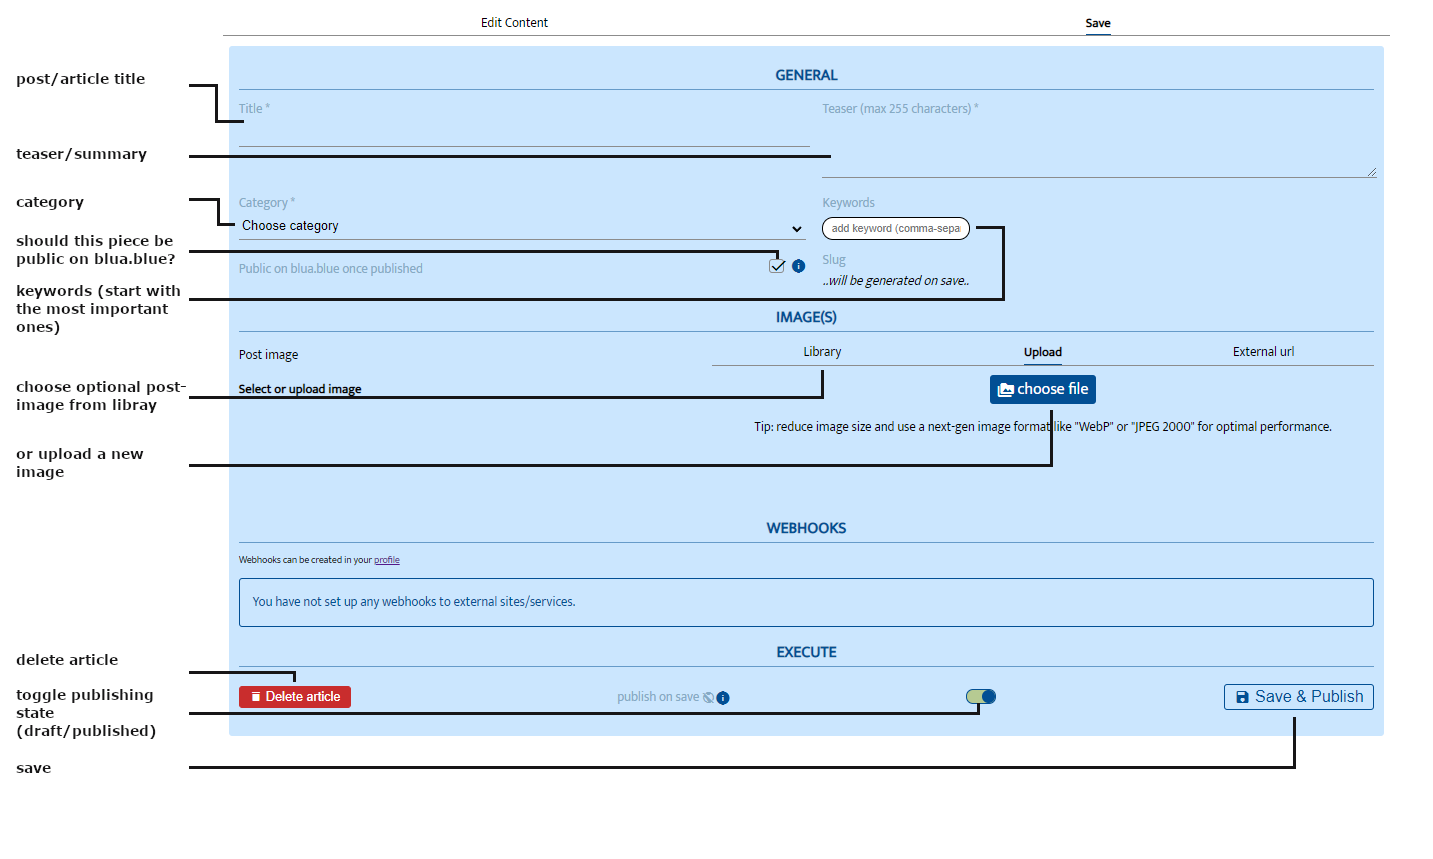 Edit Content
Save
post/article title
GENERAL
Title *
Teaser (max 255 characters) *
teaser/summary
category
Category *
Keywords
Choose category
add keyword (comma-sepa
should this piece be
public on blua.blue?
Public on blua.blue once published
Slug
..will be generated on save..
keywords (start with
the most important
ones)
IMAGE(S)
Post image
Library
Upload
External url
choose optional post-
image from libray
Select or upload image
choose file
Tip: reduce image size and use a next-gen image format like "WebP" or "JPEG 2000" for optimal performance.
or upload a new
image
WEBHOOKS
Webhooks can be created in your profile
You have not set up any webhooks to external sites/services.
EXECUTE
delete article
Delete article
publish on save
Save & Publish
toggle publishing
state
(draft/published)
save